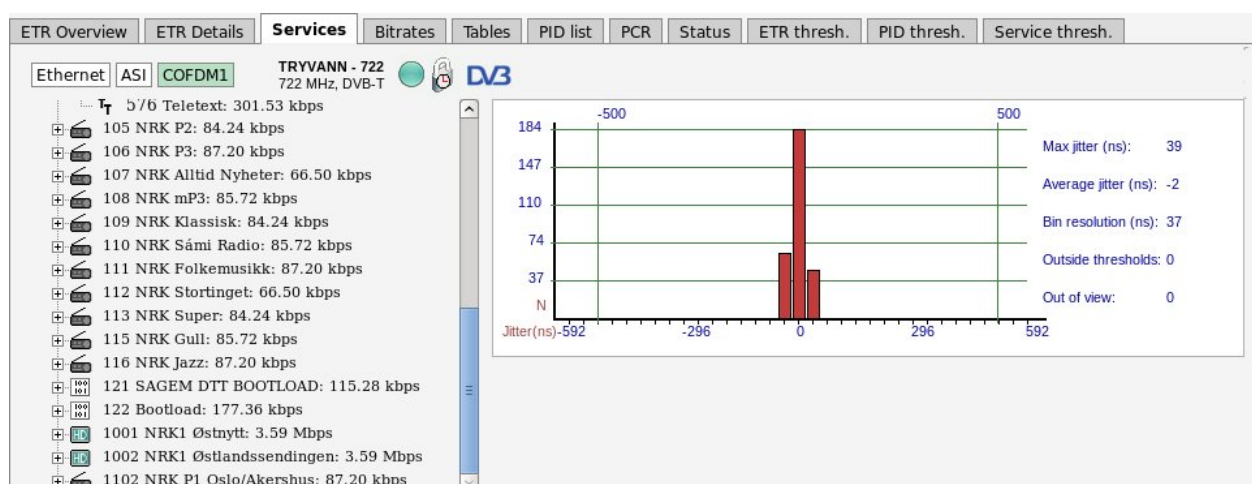 ETR Overview ETR Details Services Bitrates Tables PID list PCR Status ETR thresh. PID thresh. Service thresh.
Ethernet ASI COFDM1 TRYVANN - 722 DVB
722 MHz, DVB-T
576 Teletext: 301.53 kbps
105 NRK P2: 84.24 kbps
106 NRK P3: 87.20 kbps
107 NRK Alltid Nyheter: 66.50 kbps
108 NRK mP3: 85.72 kbps
109 NRK Klassisk: 84.24 kbps
110 NRK Sámi Radio: 85.72 kbps
111 NRK Folkemusikk: 87.20 kbps
112 NRK Stortinget: 66.50 kbps
113 NRK Super: 84.24 kbps
115 NRK Gull: 85.72 kbps
116 NRK Jazz: 87.20 kbps
121 SAGEM DTT BOOTLOAD: 115.28 kbps
122 Bootload: 177.36 kbps
HD 1001 NRK1 Østnytt: 3.59 Mbps
HD 1002 NRK1 Østlandssendingen: 3.59 Mbps
1102 NRK P1 Oslo/Akershus: 87.20 kbps
-500 500
184
147
110
74
37
N
Jitter(ns) -592 -296 0 296 592
Max jitter (ns): 39
Average jitter (ns): -2
Bin resolution (ns): 37
Outside thresholds: 0
Out of view: 0